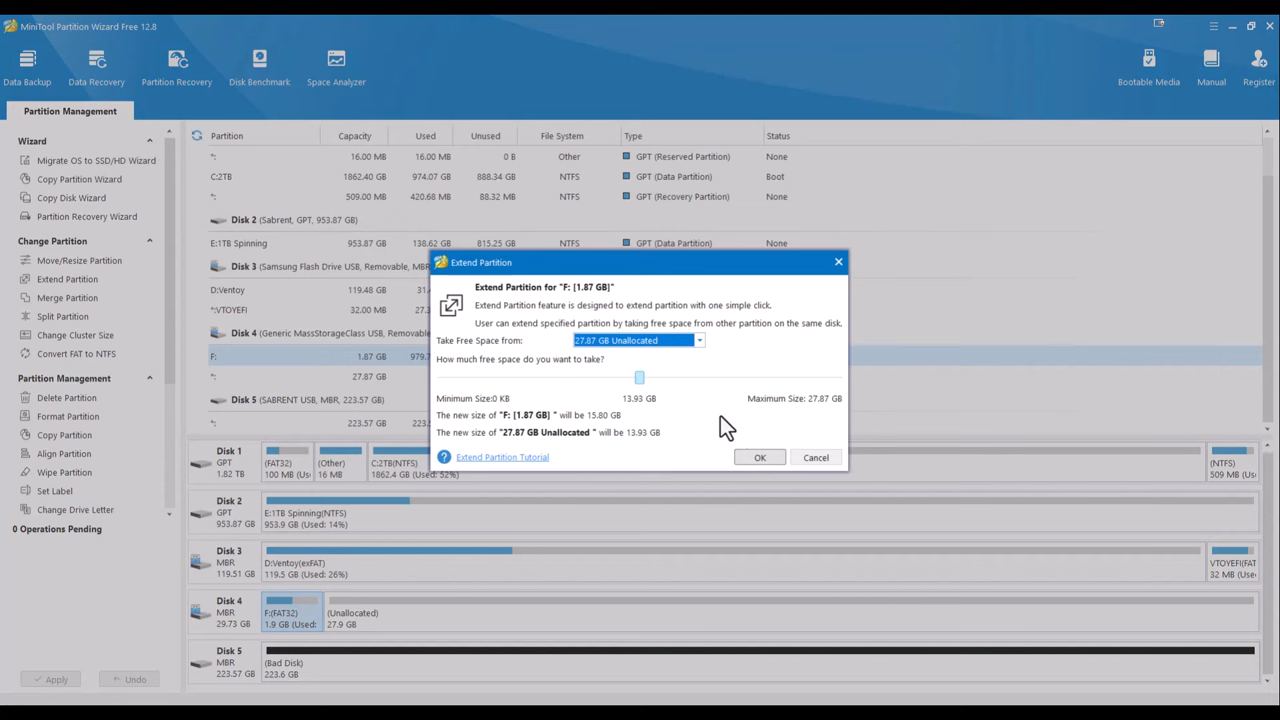 MiniTool Partition Wizard Free 12.8
Data Backup
Data Recovery
Partition Recovery
Disk Benchmark
Space Analyzer
Bootable Media
Manual
Register
Partition Management
Wizard
Migrate OS to SSD/HD Wizard
Copy Partition Wizard
Copy Disk Wizard
Partition Recovery Wizard
Change Partition
Move/Resize Partition
Extend Partition
Merge Partition
Split Partition
Change Cluster Size
Convert FAT to NTFS
Partition Management
Delete Partition
Format Partition
Copy Partition
Align Partition
Wipe Partition
Set Label
Change Drive Letter
0 Operations Pending
Apply
Undo
Partition Capacity Used Unused File System Type Status
*: 16.00 MB 16.00 MB 0 B Other GPT (Reserved Partition) None
C:2TB 1862.40 GB 974.07 GB 888.34 GB NTFS GPT (Data Partition) Boot
*: 509.00 MB 420.68 MB 88.32 MB NTFS GPT (Recovery Partition) None
Disk 2 (Sabrent, GPT, 953.87 GB)
E:1TB Spinning 953.87 GB 138.62 GB 815.25 GB NTFS GPT (Data Partition) None
Disk 3 (Samsung Flash Drive USB, Removable, MBR
D:Ventoy 119.48 GB 31.
*:VTOYEFI 32.00 MB 27.
Disk 4 (Generic MassStorageClass USB, Removable,
F: 1.87 GB 979.7
*: 27.87 GB
Disk 5 (SABRENT USB, MBR, 223.57 GB)
*: 223.57 GB 223.5
Extend Partition
Extend Partition for "F: [1.87 GB]"
Extend Partition feature is designed to extend partition with one simple click.
User can extend specified partition by taking free space from other partition on the same disk.
Take Free Space from: 27.87 GB Unallocated
How much free space do you want to take?
Minimum Size:0 KB 13.93 GB Maximum Size: 27.87 GB
The new size of "F: [1.87 GB] " will be 15.80 GB
The new size of "27.87 GB Unallocated " will be 13.93 GB
? Extend Partition Tutorial
OK
Cancel
Disk 1
GPT
1.82 TB
(FAT32)
100 MB (Used:
(Other)
16 MB
C:2TB(NTFS)
1862.4 GB (Used: 52%)
(NTFS)
509 MB (Used:
Disk 2
GPT
953.87 GB
E:1TB Spinning(NTFS)
953.9 GB (Used: 14%)
Disk 3
MBR
119.51 GB
D:Ventoy(exFAT)
119.5 GB (Used: 26%)
VTOYEFI(FAT
32 MB (Used:
Disk 4
MBR
29.73 GB
F:(FAT32)
1.9 GB (Used:
(Unallocated)
27.9 GB
Disk 5
MBR
223.57 GB
(Bad Disk)
223.6 GB